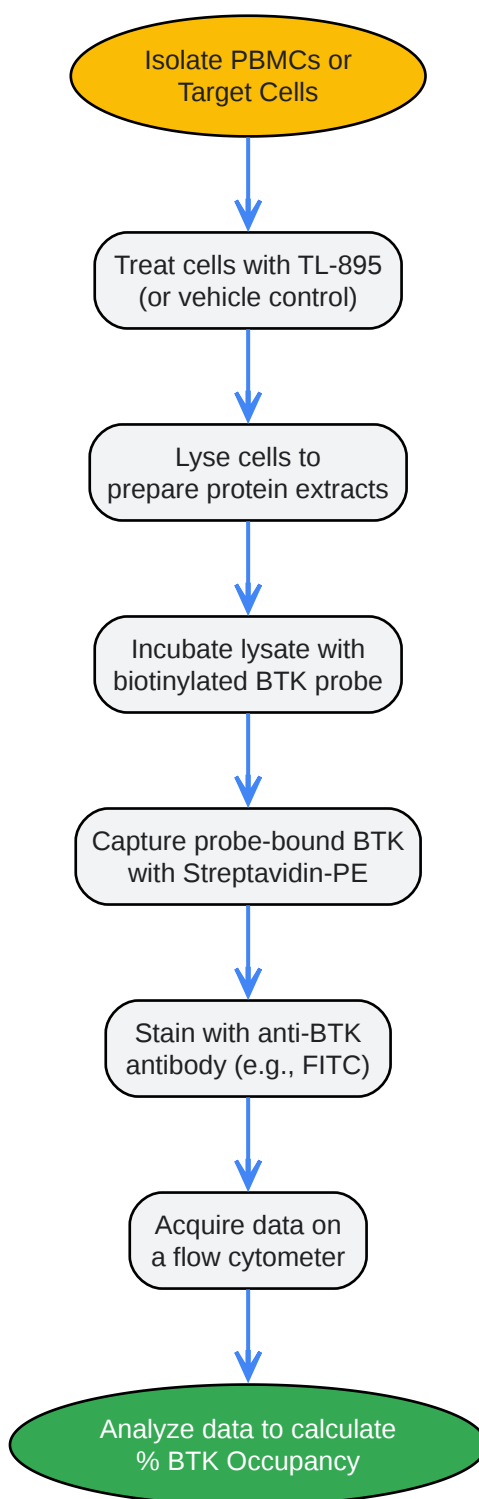 Isolate PBMCs or
Target Cells
Treat cells with TL-895
(or vehicle control)
Lyse cells to
prepare protein extracts
Incubate lysate with
biotinylated BTK probe
Capture probe-bound BTK
with Streptavidin-PE
Stain with anti-BTK
antibody (e.g., FITC)
Acquire data on
a flow cytometer
Analyze data to calculate
% BTK Occupancy